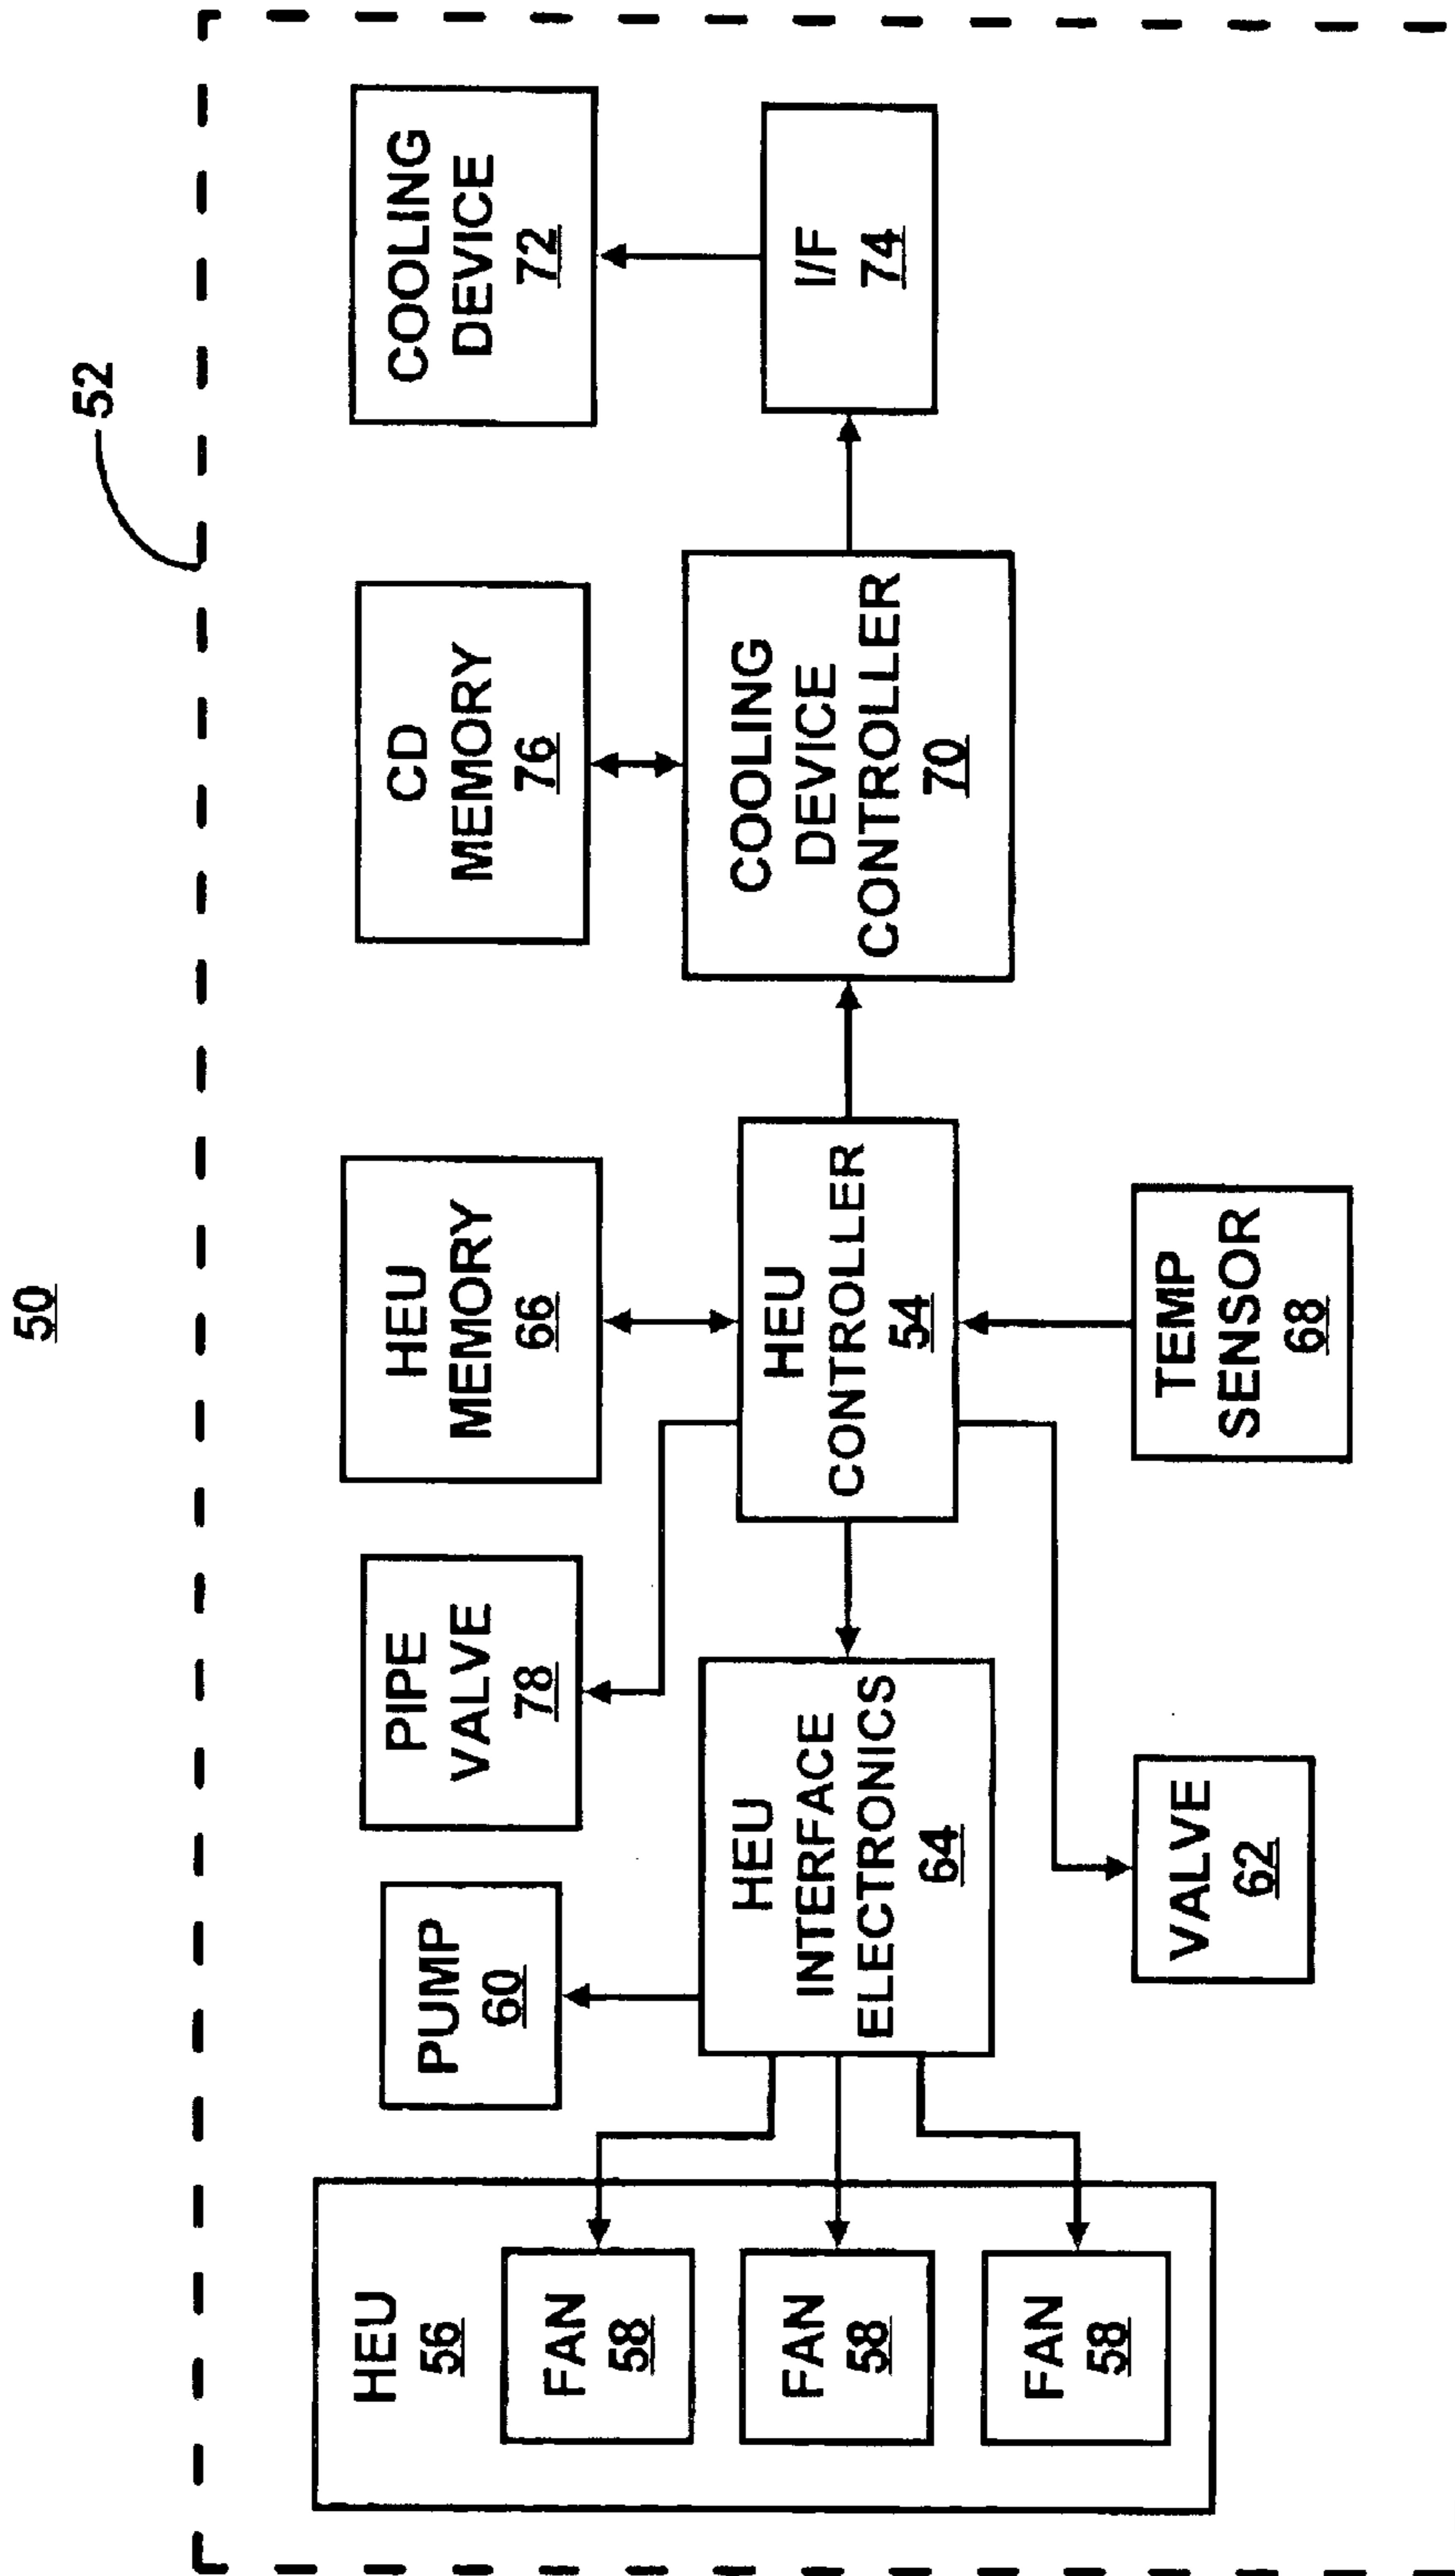 50
52
HEU
56
FAN
58
FAN
58
FAN
58
PUMP
60
PIPE
VALVE
78
HEU
MEMORY
66
CD
MEMORY
76
COOLING
DEVICE
72
HEU
INTERFACE
ELECTRONICS
64
HEU
CONTROLLER
54
COOLING
DEVICE
CONTROLLER
70
I/F
74
VALVE
62
TEMP
SENSOR
68